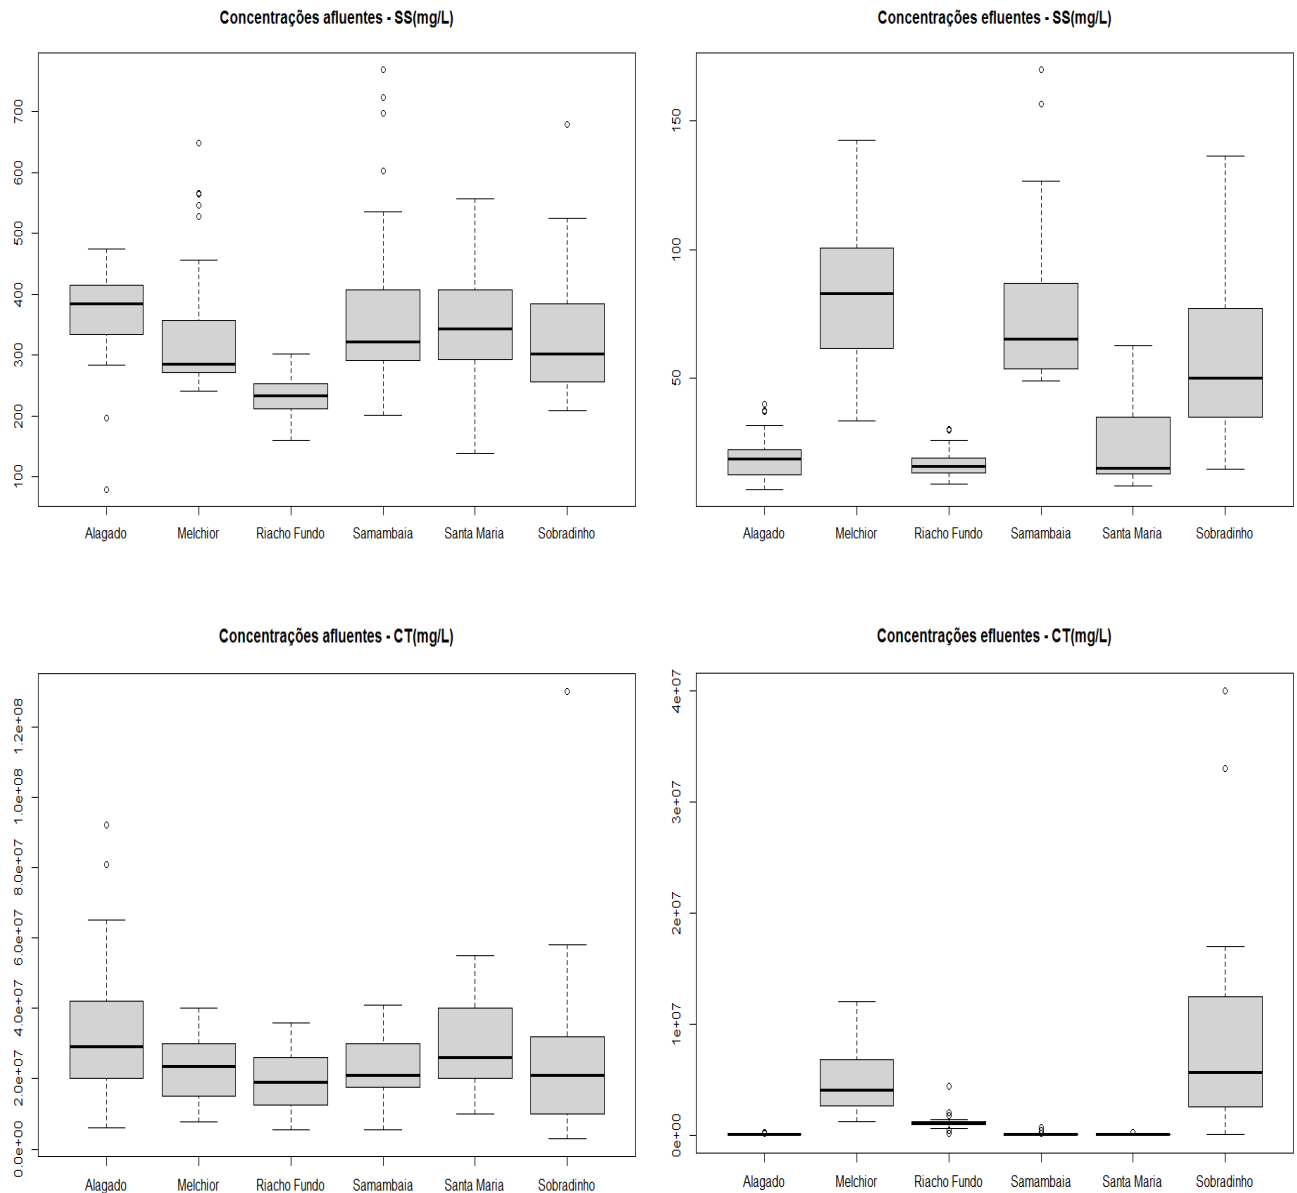 Concentrações afluentes - SS(mg/L)
700
600
500
400
300
200
100
Alagado Melchior Riacho Fundo Samambaia Santa Maria Sobradinho
Concentrações efluentes - SS(mg/L)
150
100
50
Alagado Melchior Riacho Fundo Samambaia Santa Maria Sobradinho
Concentrações afluentes - CT(mg/L)
1.2e+08
1.0e+08
8.0e+07
6.0e+07
4.0e+07
2.0e+07
0.0e+00
Alagado Melchior Riacho Fundo Samambaia Santa Maria Sobradinho
Concentrações efluentes - CT(mg/L)
4e+07
3e+07
2e+07
1e+07
0e+00
Alagado Melchior Riacho Fundo Samambaia Santa Maria Sobradinho